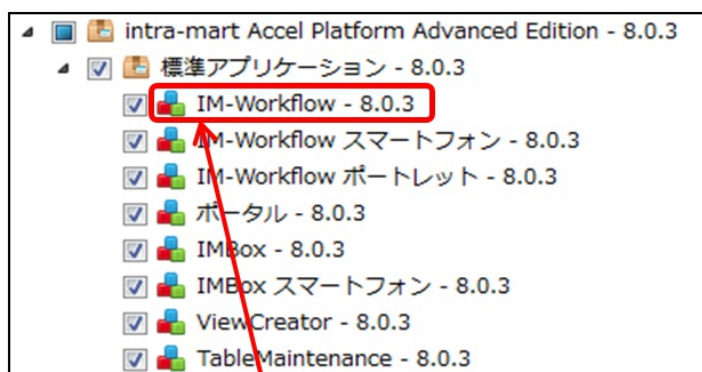 intra-mart Accel Platform Advanced Edition - 8.0.3
標準アプリケーション - 8.0.3
IM-Workflow - 8.0.3
IM-Workflow スマートフォン - 8.0.3
IM-Workflow ポートレット - 8.0.3
ポータル - 8.0.3
IMBox - 8.0.3
IMBox スマートフォン - 8.0.3
ViewCreator - 8.0.3
TableMaintenance - 8.0.3